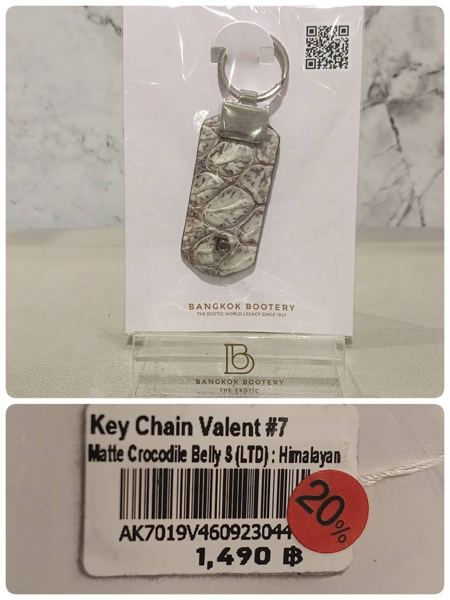 B
BANGKOK BOOTERY
THE EXOTIC WORLD LEGACY SINCE 1937
B
BANGKOK BOOTERY
THE EXOTIC
Key Chain Valent #7
Matte Crocodile Belly S (LTD) : Himalayan
AK7019V46092304
20%
1,490 ฿